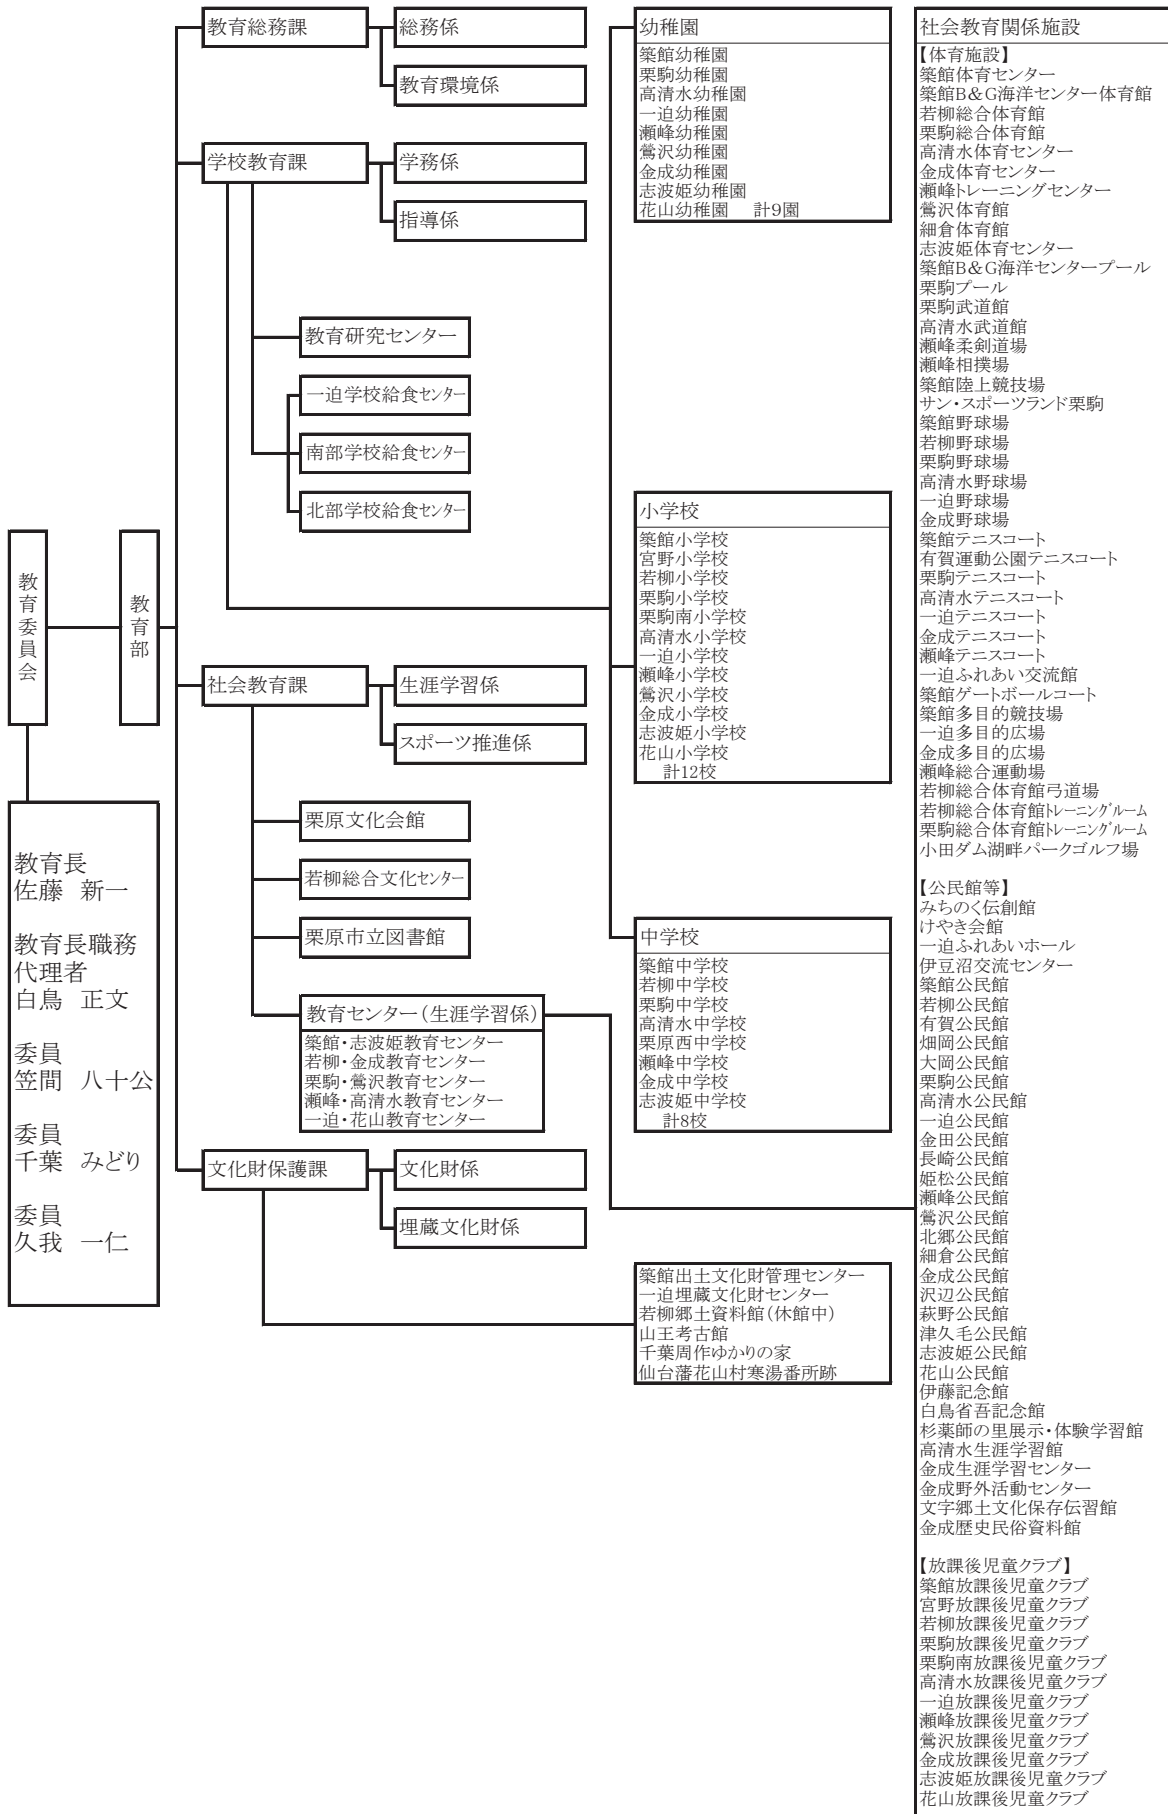 教育委員会
教育部
教育長
佐藤　新一
教育長職務
代理者
白鳥　正文
委員
笠間　八十公
委員
千葉　みどり
委員
久我　一仁
教育総務課
総務係
教育環境係
学校教育課
学務係
指導係
教育研究センター
一迫学校給食センター
南部学校給食センター
北部学校給食センター
社会教育課
生涯学習係
スポーツ推進係
栗原文化会館
若柳総合文化センター
栗原市立図書館
教育センター(生涯学習係)
築館・志波姫教育センター
若柳・金成教育センター
栗駒・鶯沢教育センター
瀬峰・高清水教育センター
一迫・花山教育センター
文化財保護課
文化財係
埋蔵文化財係
幼稚園
築館幼稚園
栗駒幼稚園
高清水幼稚園
一迫幼稚園
瀬峰幼稚園
鶯沢幼稚園
金成幼稚園
志波姫幼稚園
花山幼稚園　計9園
小学校
築館小学校
宮野小学校
若柳小学校
栗駒小学校
栗駒南小学校
高清水小学校
一迫小学校
瀬峰小学校
鶯沢小学校
金成小学校
志波姫小学校
花山小学校
計12校
中学校
築館中学校
若柳中学校
栗駒中学校
高清水中学校
栗原西中学校
瀬峰中学校
金成中学校
志波姫中学校
計8校
築館出土文化財管理センター
一迫埋蔵文化財センター
若柳郷土資料館(休館中)
山王考古館
千葉周作ゆかりの家
仙台藩花山村寒湯番所跡
社会教育関係施設
【体育施設】
築館体育センター
築館B&G海洋センター体育館
若柳総合体育館
栗駒総合体育館
高清水体育センター
金成体育センター
瀬峰トレーニングセンター
鶯沢体育館
細倉体育館
志波姫体育センター
築館B&G海洋センタープール
栗駒プール
栗駒武道館
高清水武道館
瀬峰柔剣道場
瀬峰相撲場
築館陸上競技場
サン・スポーツランド栗駒
築館野球場
若柳野球場
栗駒野球場
高清水野球場
一迫野球場
金成野球場
築館テニスコート
有賀運動公園テニスコート
栗駒テニスコート
高清水テニスコート
一迫テニスコート
金成テニスコート
瀬峰テニスコート
一迫ふれあい交流館
築館ゲートボールコート
築館多目的競技場
一迫多目的広場
金成多目的広場
瀬峰総合運動場
若柳総合体育館弓道場
若柳総合体育館トレーニングルーム
栗駒総合体育館トレーニングルーム
小田ダム湖畔パークゴルフ場
【公民館等】
みちのく伝創館
けやき会館
一迫ふれあいホール
伊豆沼交流センター
築館公民館
若柳公民館
有賀公民館
畑岡公民館
大岡公民館
栗駒公民館
高清水公民館
一迫公民館
金田公民館
長崎公民館
姫松公民館
瀬峰公民館
鶯沢公民館
北郷公民館
細倉公民館
金成公民館
沢辺公民館
萩野公民館
津久毛公民館
志波姫公民館
花山公民館
伊藤記念館
白鳥省吾記念館
杉薬師の里展示・体験学習館
高清水生涯学習館
金成生涯学習センター
金成野外活動センター
文字郷土文化保存伝習館
金成歴史民俗資料館
【放課後児童クラブ】
築館放課後児童クラブ
宮野放課後児童クラブ
若柳放課後児童クラブ
栗駒放課後児童クラブ
栗駒南放課後児童クラブ
高清水放課後児童クラブ
一迫放課後児童クラブ
瀬峰放課後児童クラブ
鶯沢放課後児童クラブ
金成放課後児童クラブ
志波姫放課後児童クラブ
花山放課後児童クラブ